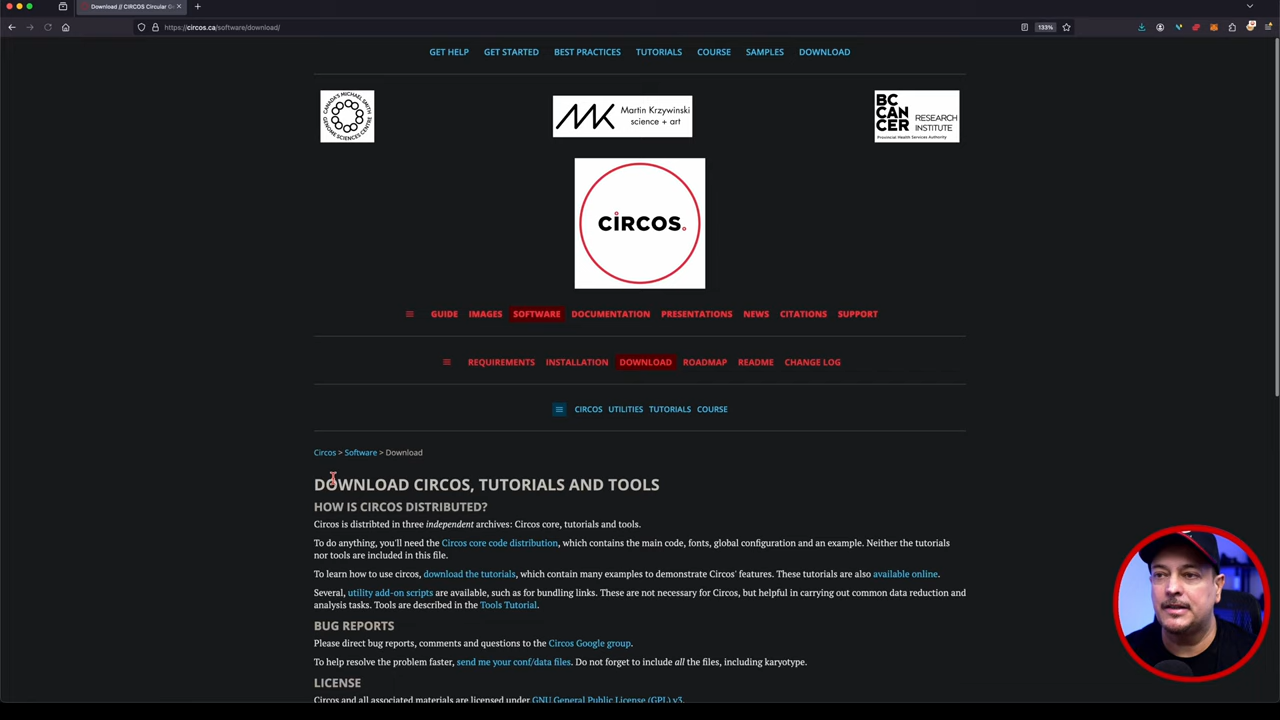 Download // CIRCOS Circular G
https://circos.ca/software/download/
133%
GET HELP GET STARTED BEST PRACTICES TUTORIALS COURSE SAMPLES DOWNLOAD
CANADA'S MICHAEL SMITH GENOME SCIENCES CENTRE
Martin Krzywinski
science + art
BC
CAN
CER
RESEARCH
INSTITUTE
Provincial Health Services Authority
CIRCOS.
GUIDE IMAGES SOFTWARE DOCUMENTATION PRESENTATIONS NEWS CITATIONS SUPPORT
REQUIREMENTS INSTALLATION DOWNLOAD ROADMAP README CHANGE LOG
CIRCOS UTILITIES TUTORIALS COURSE
Circos > Software > Download
DOWNLOAD CIRCOS, TUTORIALS AND TOOLS
HOW IS CIRCOS DISTRIBUTED?
Circos is distribted in three independent archives: Circos core, tutorials and tools.
To do anything, you'll need the Circos core code distribution, which contains the main code, fonts, global configuration and an example. Neither the tutorials
nor tools are included in this file.
To learn how to use circos, download the tutorials, which contain many examples to demonstrate Circos' features. These tutorials are also available online.
Several, utility add-on scripts are available, such as for bundling links. These are not necessary for Circos, but helpful in carrying out common data reduction and
analysis tasks. Tools are described in the Tools Tutorial.
BUG REPORTS
Please direct bug reports, comments and questions to the Circos Google group.
To help resolve the problem faster, send me your conf/data files. Do not forget to include all the files, including karyotype.
LICENSE
Circos and all associated materials are licensed under GNU General Public License (GPL) v3.